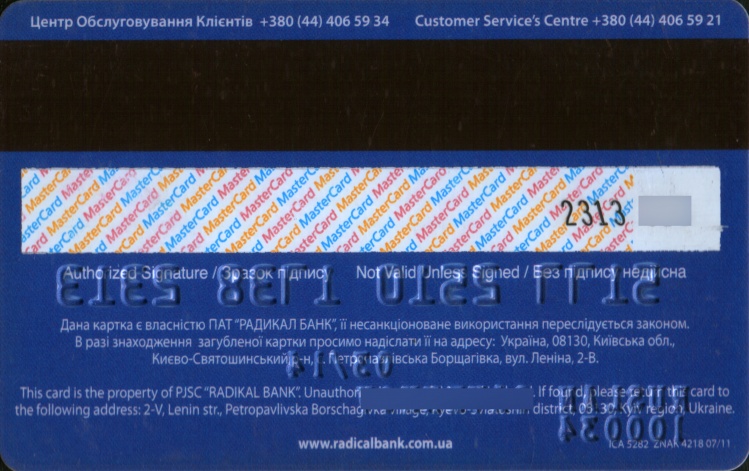 Центр Обслуговування Клієнтів +380 (44) 406 59 34 Customer Service's Centre +380 (44) 406 59 21
MasterCard MasterCard MasterCard MasterCard
2313
Authorized Signature / Зразок підпису Not Valid Unless Signed / Без підпису недійсна
Дана картка є власністю ПАТ "РАДИКАЛ БАНК", її несанкціоноване використання переслідується законом.
В разі знаходження загубленої картки просимо надіслати її на адресу: Україна, 08130, Київська обл.,
Києво-Святошинський р-н, с. Петропавлівська Борщагівка, вул. Леніна, 2-В.
This card is the property of PJSC "RADIKAL BANK". If found, please return this card to
the following address: 2-V, Lenin str., Petropavlivska Borschagivka village, district, 08130, Kyiv region, Ukraine.
www.radicalbank.com.ua
ICA 5282 ZNAK 4218 07/11